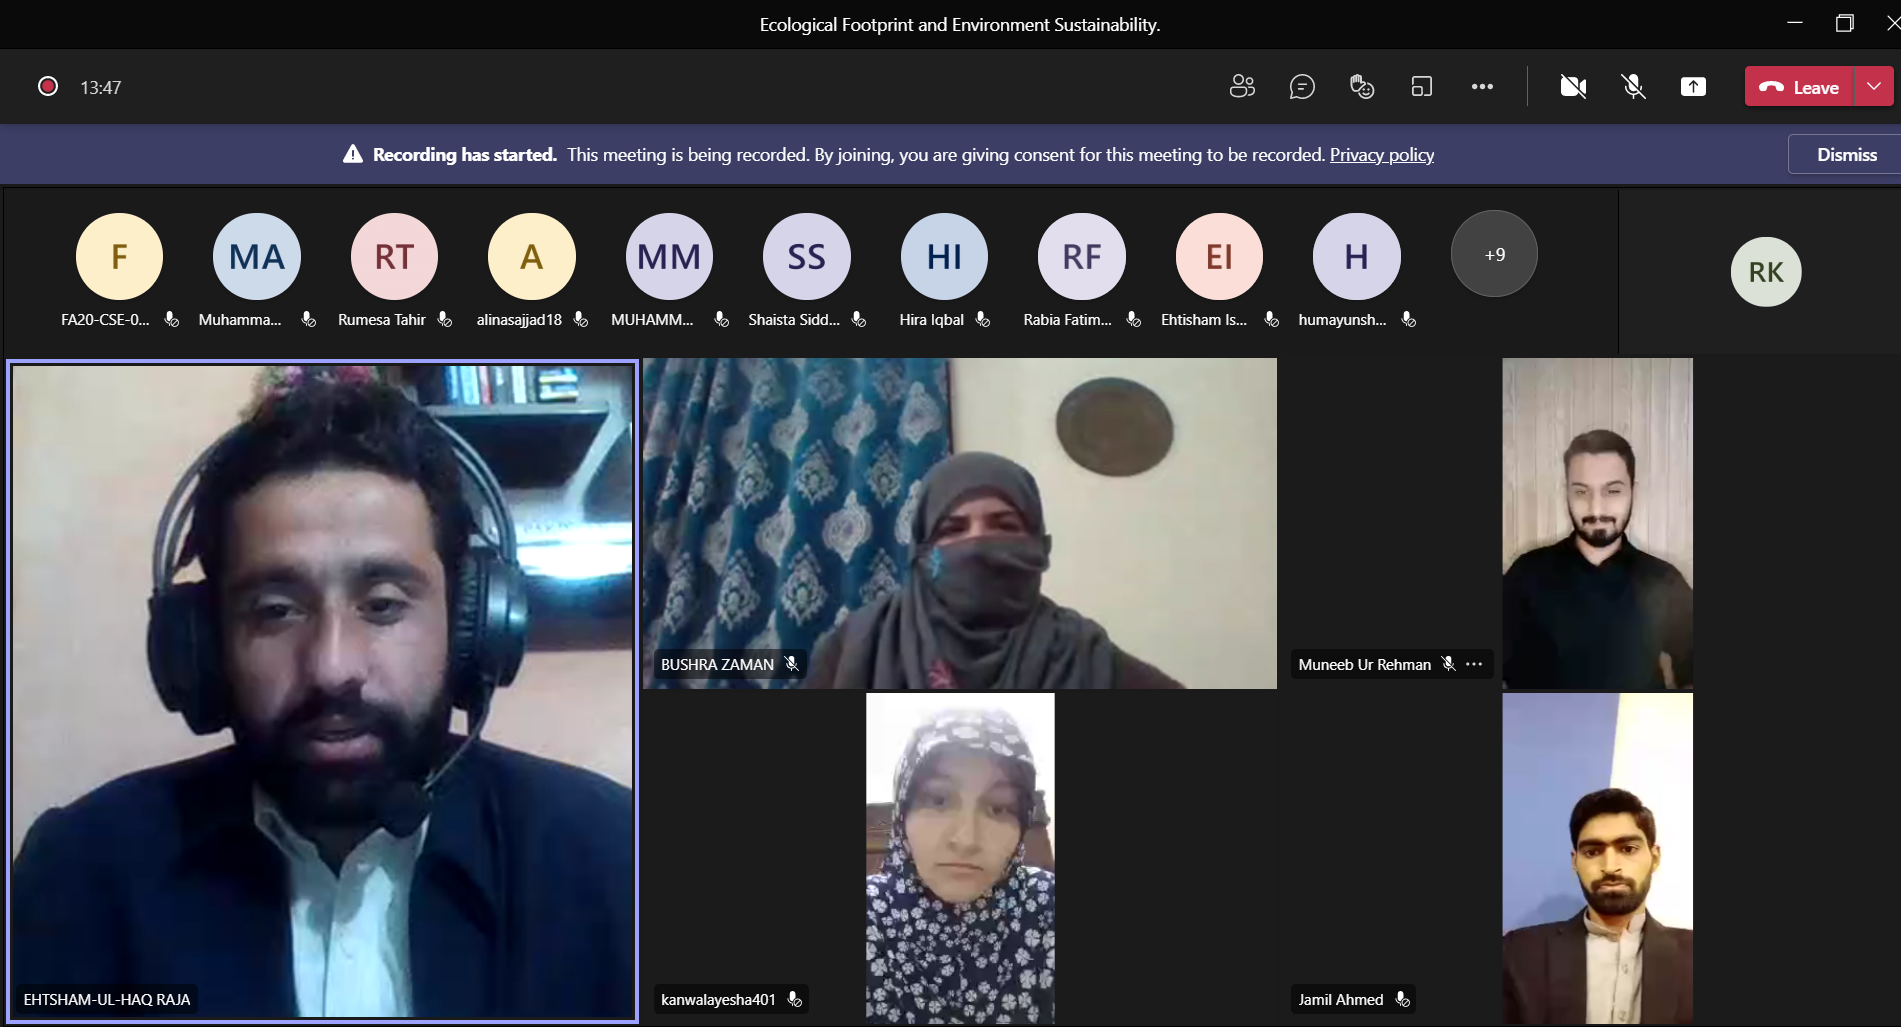 Ecological Footprint and Environment Sustainability.
13:47
Leave
Recording has started. This meeting is being recorded. By joining, you are giving consent for this meeting to be recorded. Privacy policy
Dismiss
F
MA
RT
A
MM
SS
HI
RF
EI
H
+9
RK
FA20-CSE-0...
Muhamma...
Rumesa Tahir
alinasajjad18
MUHAMM...
Shaista Sidd...
Hira Iqbal
Rabia Fatim...
Ehtisham Is...
humayunsh...
BUSHRA ZAMAN
Muneeb Ur Rehman
EHTSHAM-UL-HAQ RAJA
kanwalayesha401
Jamil Ahmed